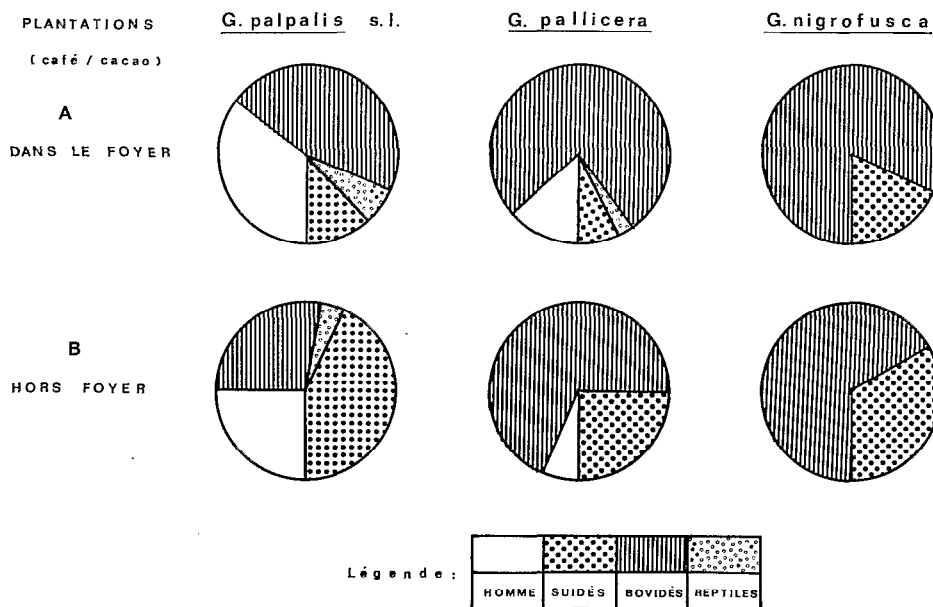 PLANTATIONS
(café / cacao)
G. palpalis s.l.
G. pallicera
G. nigrofusca
A
DANS LE FOYER
B
HORS FOYER
Légende :
HOMME SUIDÉS BOVIDÉS REPTILES